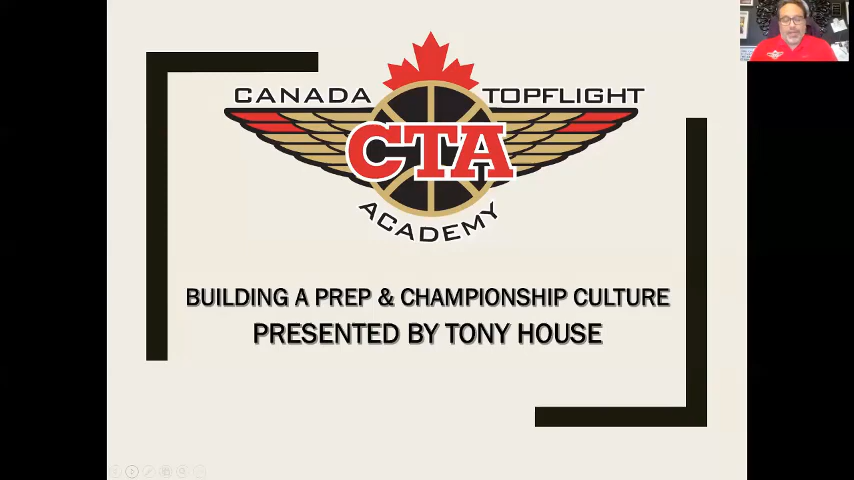 CANADA TOPFLIGHT
CTA
ACADEMY
BUILDING A PREP & CHAMPIONSHIP CULTURE
PRESENTED BY TONY HOUSE